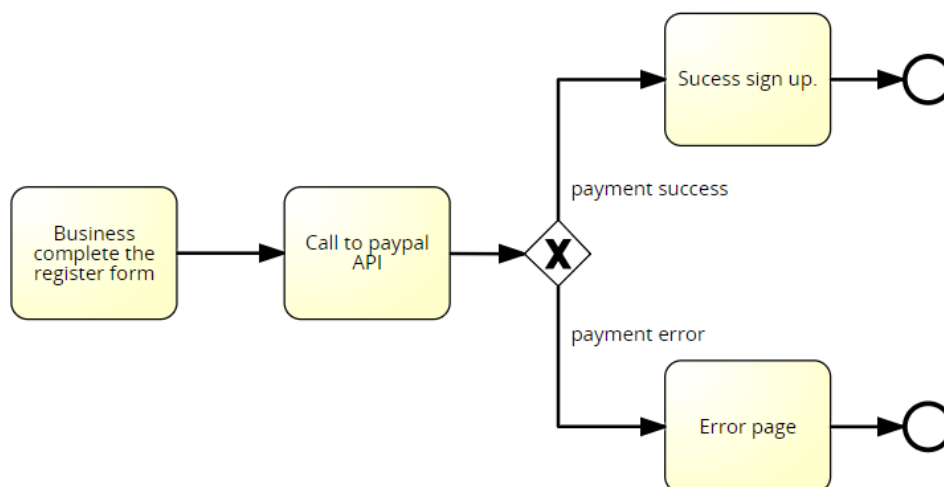 Sucess sign up.
payment success
Business
complete the
register form
Call to paypal
API
X
payment error
Error page